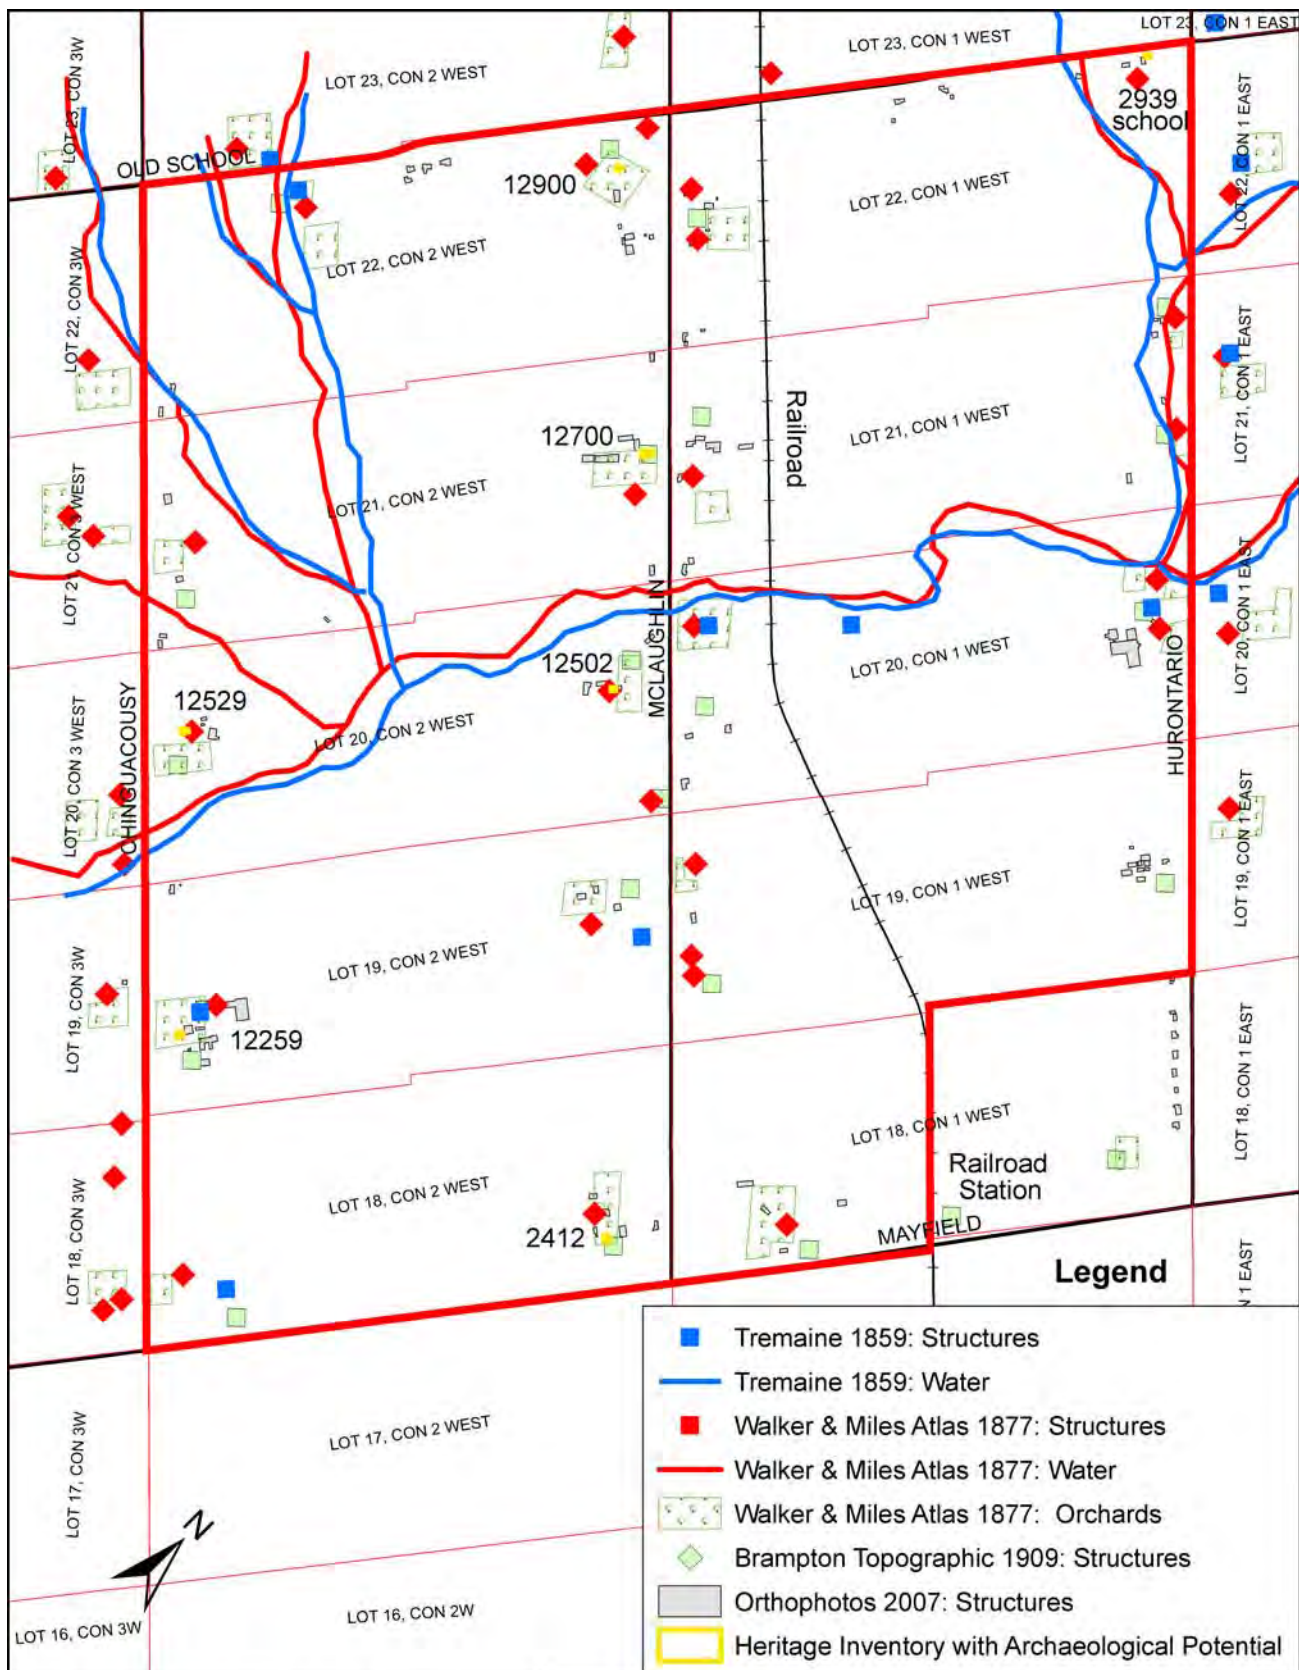 LOT 23, CON 1 EAST
LOT 23, CON 1 WEST
LOT 23, CON 2 WEST
LOT 23, CON 3W
2939
school
OLD SCHOOL
12900
LOT 22, CON 1 WEST
LOT 22, CON 1 EAST
LOT 22, CON 2 WEST
LOT 22, CON 3W
LOT 21, CON 1 EAST
Railroad
12700
LOT 21, CON 1 WEST
LOT 21, CON 2 WEST
LOT 21, CON 3 WEST
MCLAUGHLIN
LOT 20, CON 1 EAST
12502
LOT 20, CON 1 WEST
HURONTARIO
12529
LOT 20, CON 2 WEST
LOT 20, CON 3 WEST
CHINGUACOUSY
LOT 19, CON 1 EAST
LOT 19, CON 1 WEST
LOT 19, CON 2 WEST
LOT 19, CON 3W
12259
LOT 18, CON 1 EAST
LOT 18, CON 1 WEST
Railroad
Station
LOT 18, CON 2 WEST
LOT 18, CON 3W
2412
MAYFIELD
N 1 EAST
LOT 17, CON 2 WEST
LOT 17, CON 3W
N
LOT 16, CON 3W
LOT 16, CON 2W
Legend
Tremaine 1859: Structures
Tremaine 1859: Water
Walker & Miles Atlas 1877: Structures
Walker & Miles Atlas 1877: Water
Walker & Miles Atlas 1877: Orchards
Brampton Topographic 1909: Structures
Orthophotos 2007: Structures
Heritage Inventory with Archaeological Potential